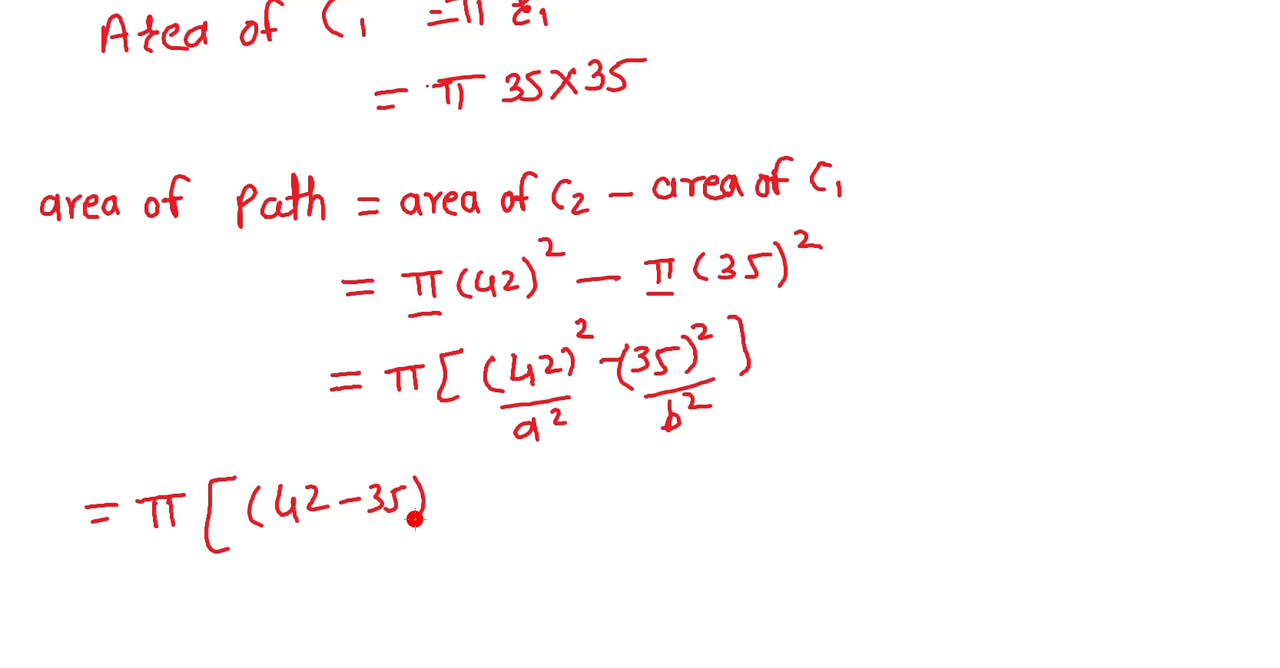 Area of C₁ = π r₁
= π 35×35
area of Path = area of C₂ - area of C₁
= π (42)² - π (35)²
= π [ (42)² -(35)² ]
a² b²
= π [ (42-35)